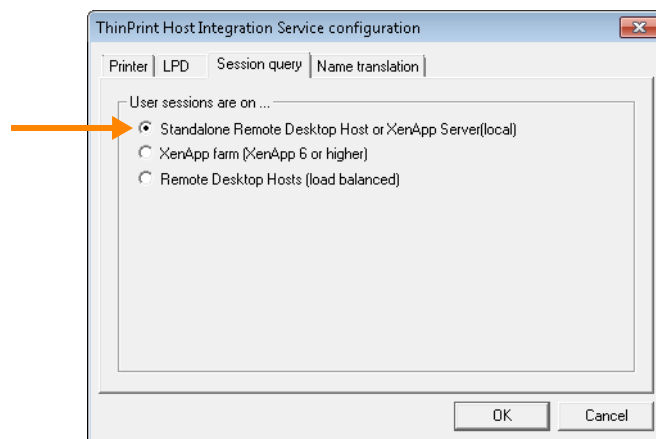 ThinPrint Host Integration Service configuration
Printer LPD Session query Name translation
User sessions are on ...
Standalone Remote Desktop Host or XenApp Server(local)
XenApp farm (XenApp 6 or higher)
Remote Desktop Hosts (load balanced)
OK Cancel